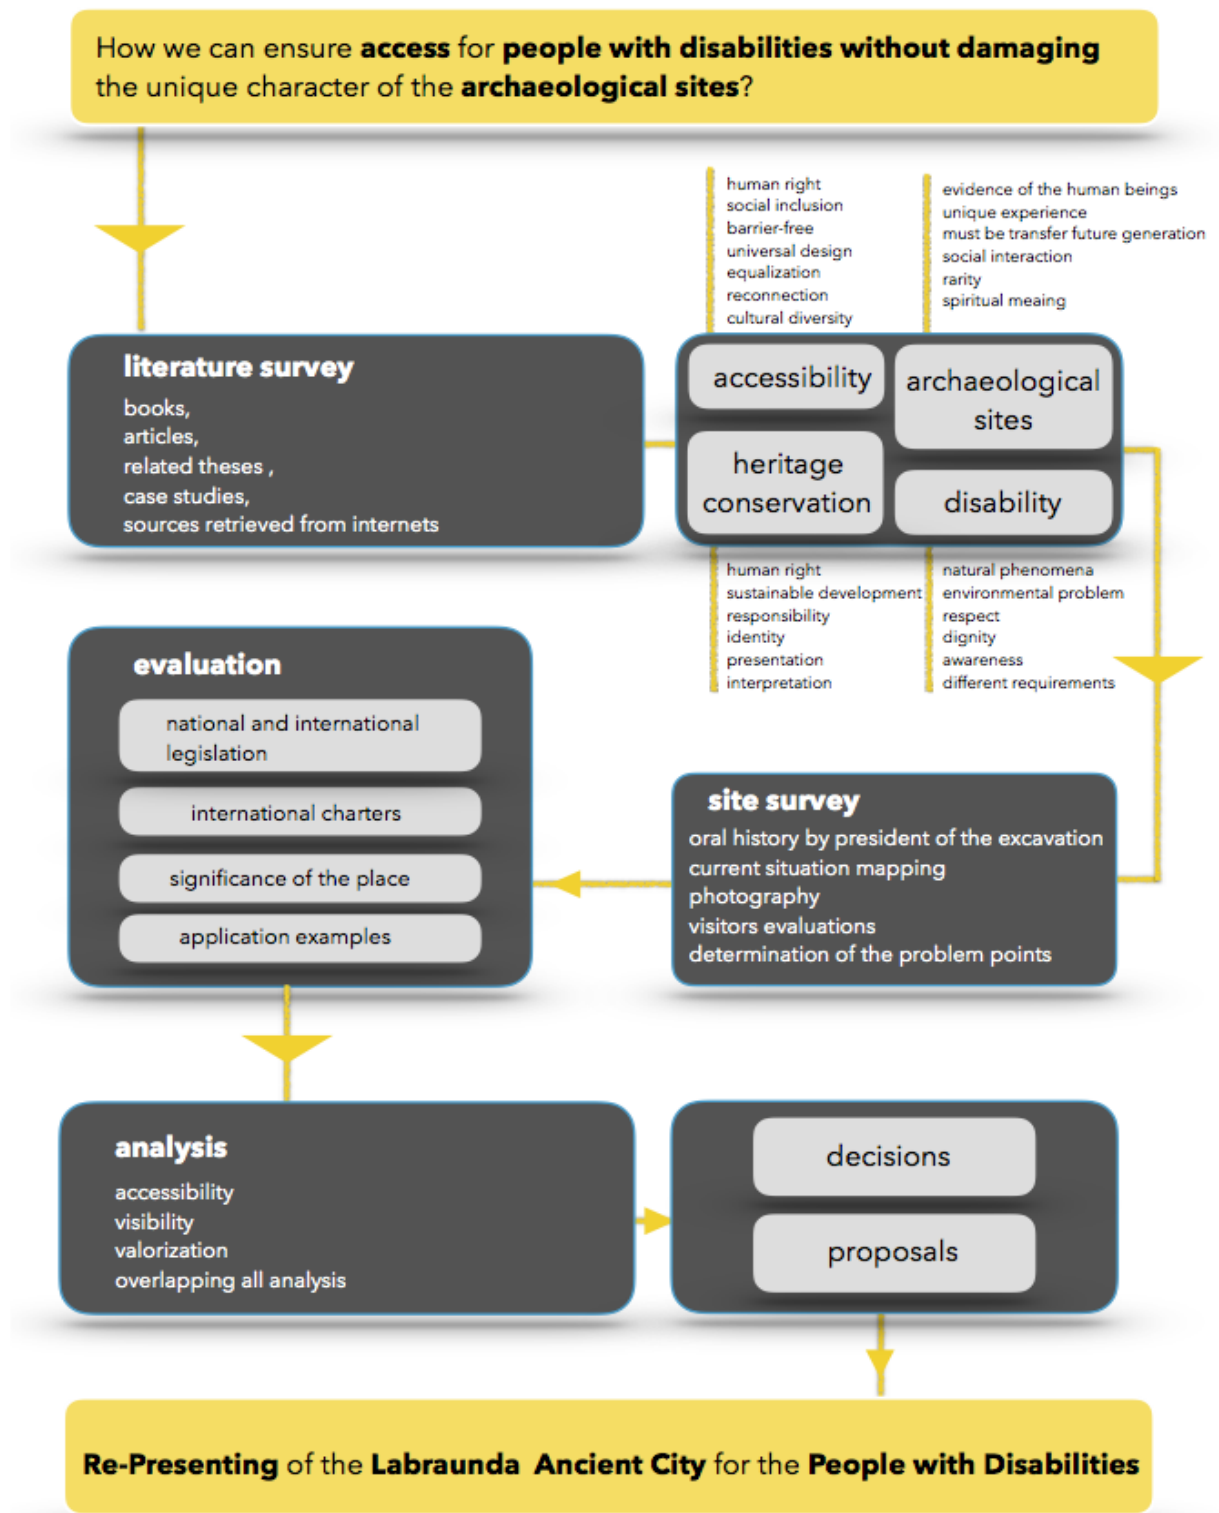 How we can ensure access for people with disabilities without damaging
the unique character of the archaeological sites?
human right
social inclusion
barrier-free
universal design
equalization
reconnection
cultural diversity
evidence of the human beings
unique experience
must be transfer future generation
social interaction
rarity
spiritual meaing
literature survey
books,
articles,
related theses ,
case studies,
sources retrieved from internets
accessibility
archaeological
sites
heritage
conservation
disability
human right
sustainable development
responsibility
identity
presentation
interpretation
natural phenomena
environmental problem
respect
dignity
awareness
different requirements
site survey
oral history by president of the excavation
current situation mapping
photography
visitors evaluations
determination of the problem points
evaluation
national and international
legislation
international charters
significance of the place
application examples
analysis
accessibility
visibility
valorization
overlapping all analysis
decisions
proposals
Re-Presenting of the Labraunda Ancient City for the People with Disabilities